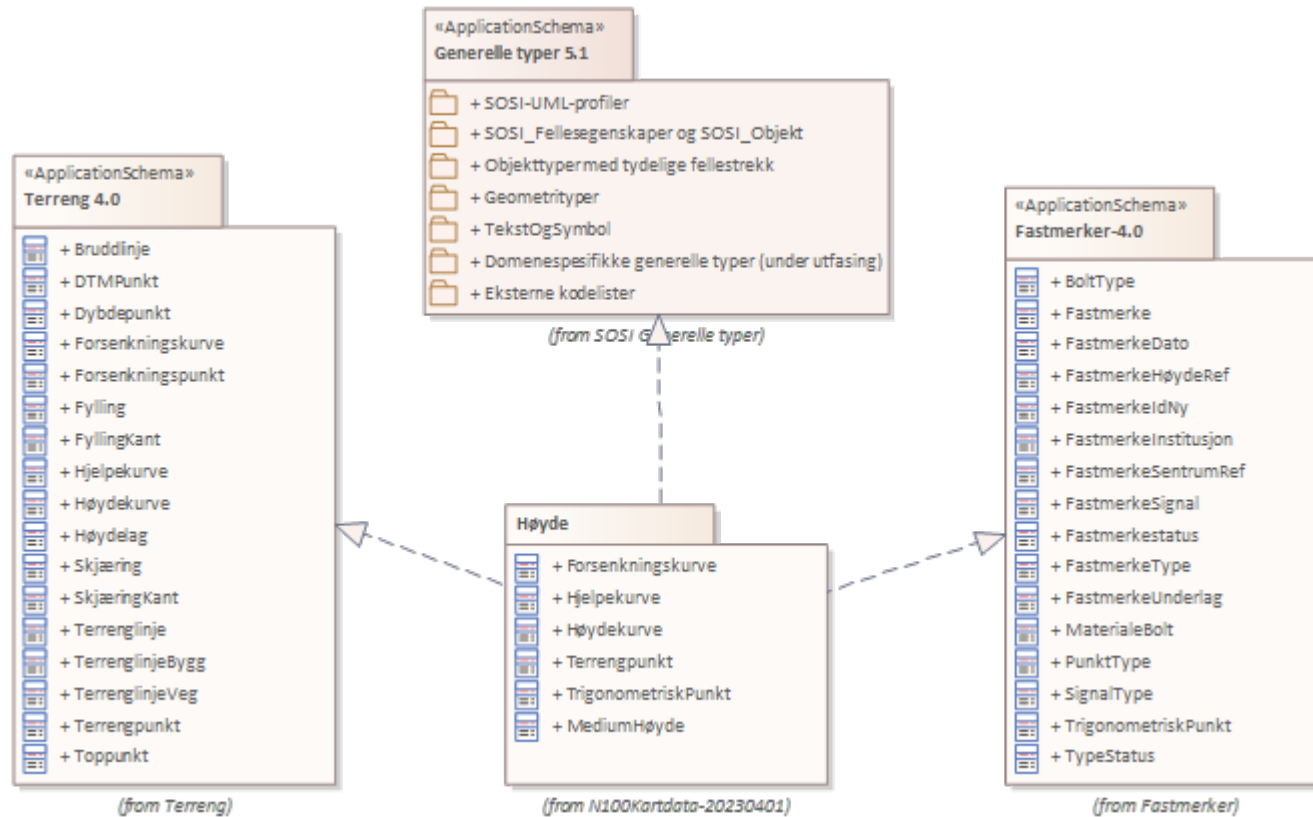 «ApplicationSchema»
Generelle typer 5.1
+ SOSI-UML-profiler
+ SOSI_Fellesegenskaper og SOSI_Objekt
+ Objekttyper med tydelige fellestrekk
+ Geometrityper
+ TekstOgSymbol
+ Domenespesifikke generelle typer (under utfasing)
+ Eksterne kodelister
(from SOSI Generelle typer)
«ApplicationSchema»
Terreng 4.0
+ Bruddlinje
+ DTMPunkt
+ Dybdepunkt
+ Forsenkningskurve
+ Forsenkningspunkt
+ Fylling
+ FyllingKant
+ Hjelpekurve
+ Høydekurve
+ Høydelag
+ Skjæring
+ SkjæringKant
+ Terrenglinje
+ TerrenglinjeBygg
+ TerrenglinjeVeg
+ Terrengpunkt
+ Toppunkt
(from Terreng)
Høyde
+ Forsenkningskurve
+ Hjelpekurve
+ Høydekurve
+ Terrengpunkt
+ TrigonometriskPunkt
+ MediumHøyde
(from N100Kartdata-20230401)
«ApplicationSchema»
Fastmerker-4.0
+ BoltType
+ Fastmerke
+ FastmerkeDato
+ FastmerkeHøydeRef
+ FastmerkeIdNy
+ FastmerkeInstitusjon
+ FastmerkeSentrumRef
+ FastmerkeSignal
+ Fastmerkestatus
+ FastmerkeType
+ FastmerkeUnderlag
+ MaterialeBolt
+ PunktType
+ SignalType
+ TrigonometriskPunkt
+ TypeStatus
(from Fastmerker)